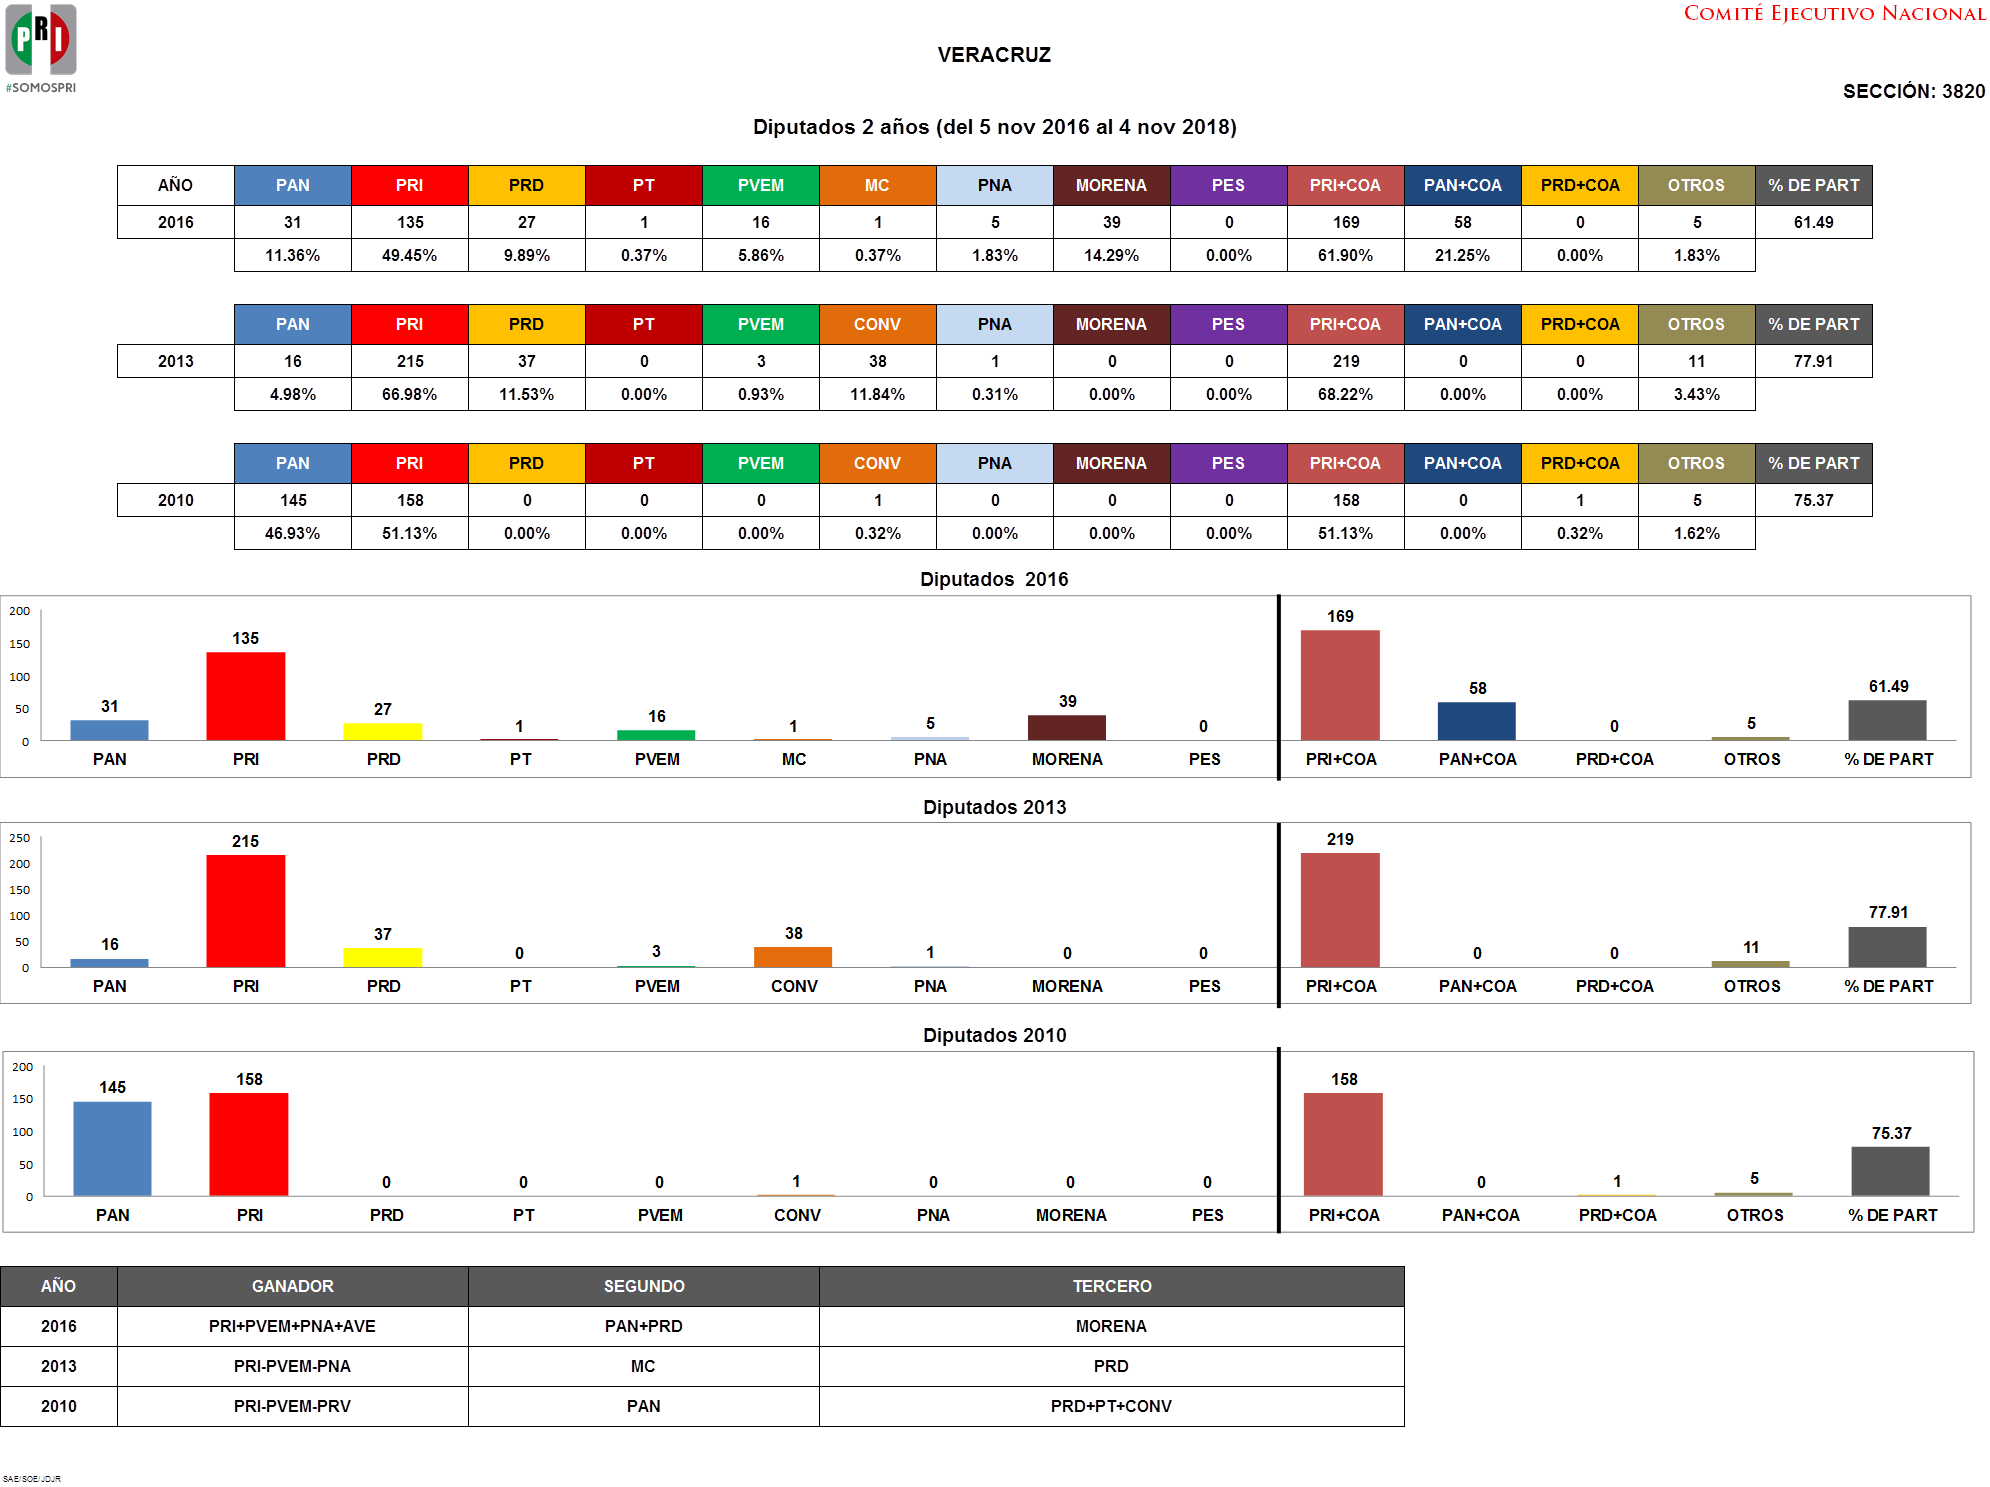 PRI
#SOMOSPRI
COMITÉ EJECUTIVO NACIONAL
VERACRUZ
SECCIÓN: 3820
Diputados 2 años (del 5 nov 2016 al 4 nov 2018)
AÑO PAN PRI PRD PT PVEM MC PNA MORENA PES PRI+COA PAN+COA PRD+COA OTROS % DE PART
2016 31 135 27 1 16 1 5 39 0 169 58 0 5 61.49
11.36% 49.45% 9.89% 0.37% 5.86% 0.37% 1.83% 14.29% 0.00% 61.90% 21.25% 0.00% 1.83%
PAN PRI PRD PT PVEM CONV PNA MORENA PES PRI+COA PAN+COA PRD+COA OTROS % DE PART
2013 16 215 37 0 3 38 1 0 0 219 0 0 11 77.91
4.98% 66.98% 11.53% 0.00% 0.93% 11.84% 0.31% 0.00% 0.00% 68.22% 0.00% 0.00% 3.43%
PAN PRI PRD PT PVEM CONV PNA MORENA PES PRI+COA PAN+COA PRD+COA OTROS % DE PART
2010 145 158 0 0 0 1 0 0 0 158 0 1 5 75.37
46.93% 51.13% 0.00% 0.00% 0.00% 0.32% 0.00% 0.00% 0.00% 51.13% 0.00% 0.32% 1.62%
Diputados 2016
200
150
100
50
0
31 135 27 1 16 1 5 39 0 169 58 0 5 61.49
PAN PRI PRD PT PVEM MC PNA MORENA PES PRI+COA PAN+COA PRD+COA OTROS % DE PART
Diputados 2013
250
200
150
100
50
0
16 215 37 0 3 38 1 0 0 219 0 0 11 77.91
PAN PRI PRD PT PVEM CONV PNA MORENA PES PRI+COA PAN+COA PRD+COA OTROS % DE PART
Diputados 2010
200
150
100
50
0
145 158 0 0 0 1 0 0 0 158 0 1 5 75.37
PAN PRI PRD PT PVEM CONV PNA MORENA PES PRI+COA PAN+COA PRD+COA OTROS % DE PART
AÑO GANADOR SEGUNDO TERCERO
2016 PRI+PVEM+PNA+AVE PAN+PRD MORENA
2013 PRI-PVEM-PNA MC PRD
2010 PRI-PVEM-PRV PAN PRD+PT+CONV
SAE/SOE/JDJR